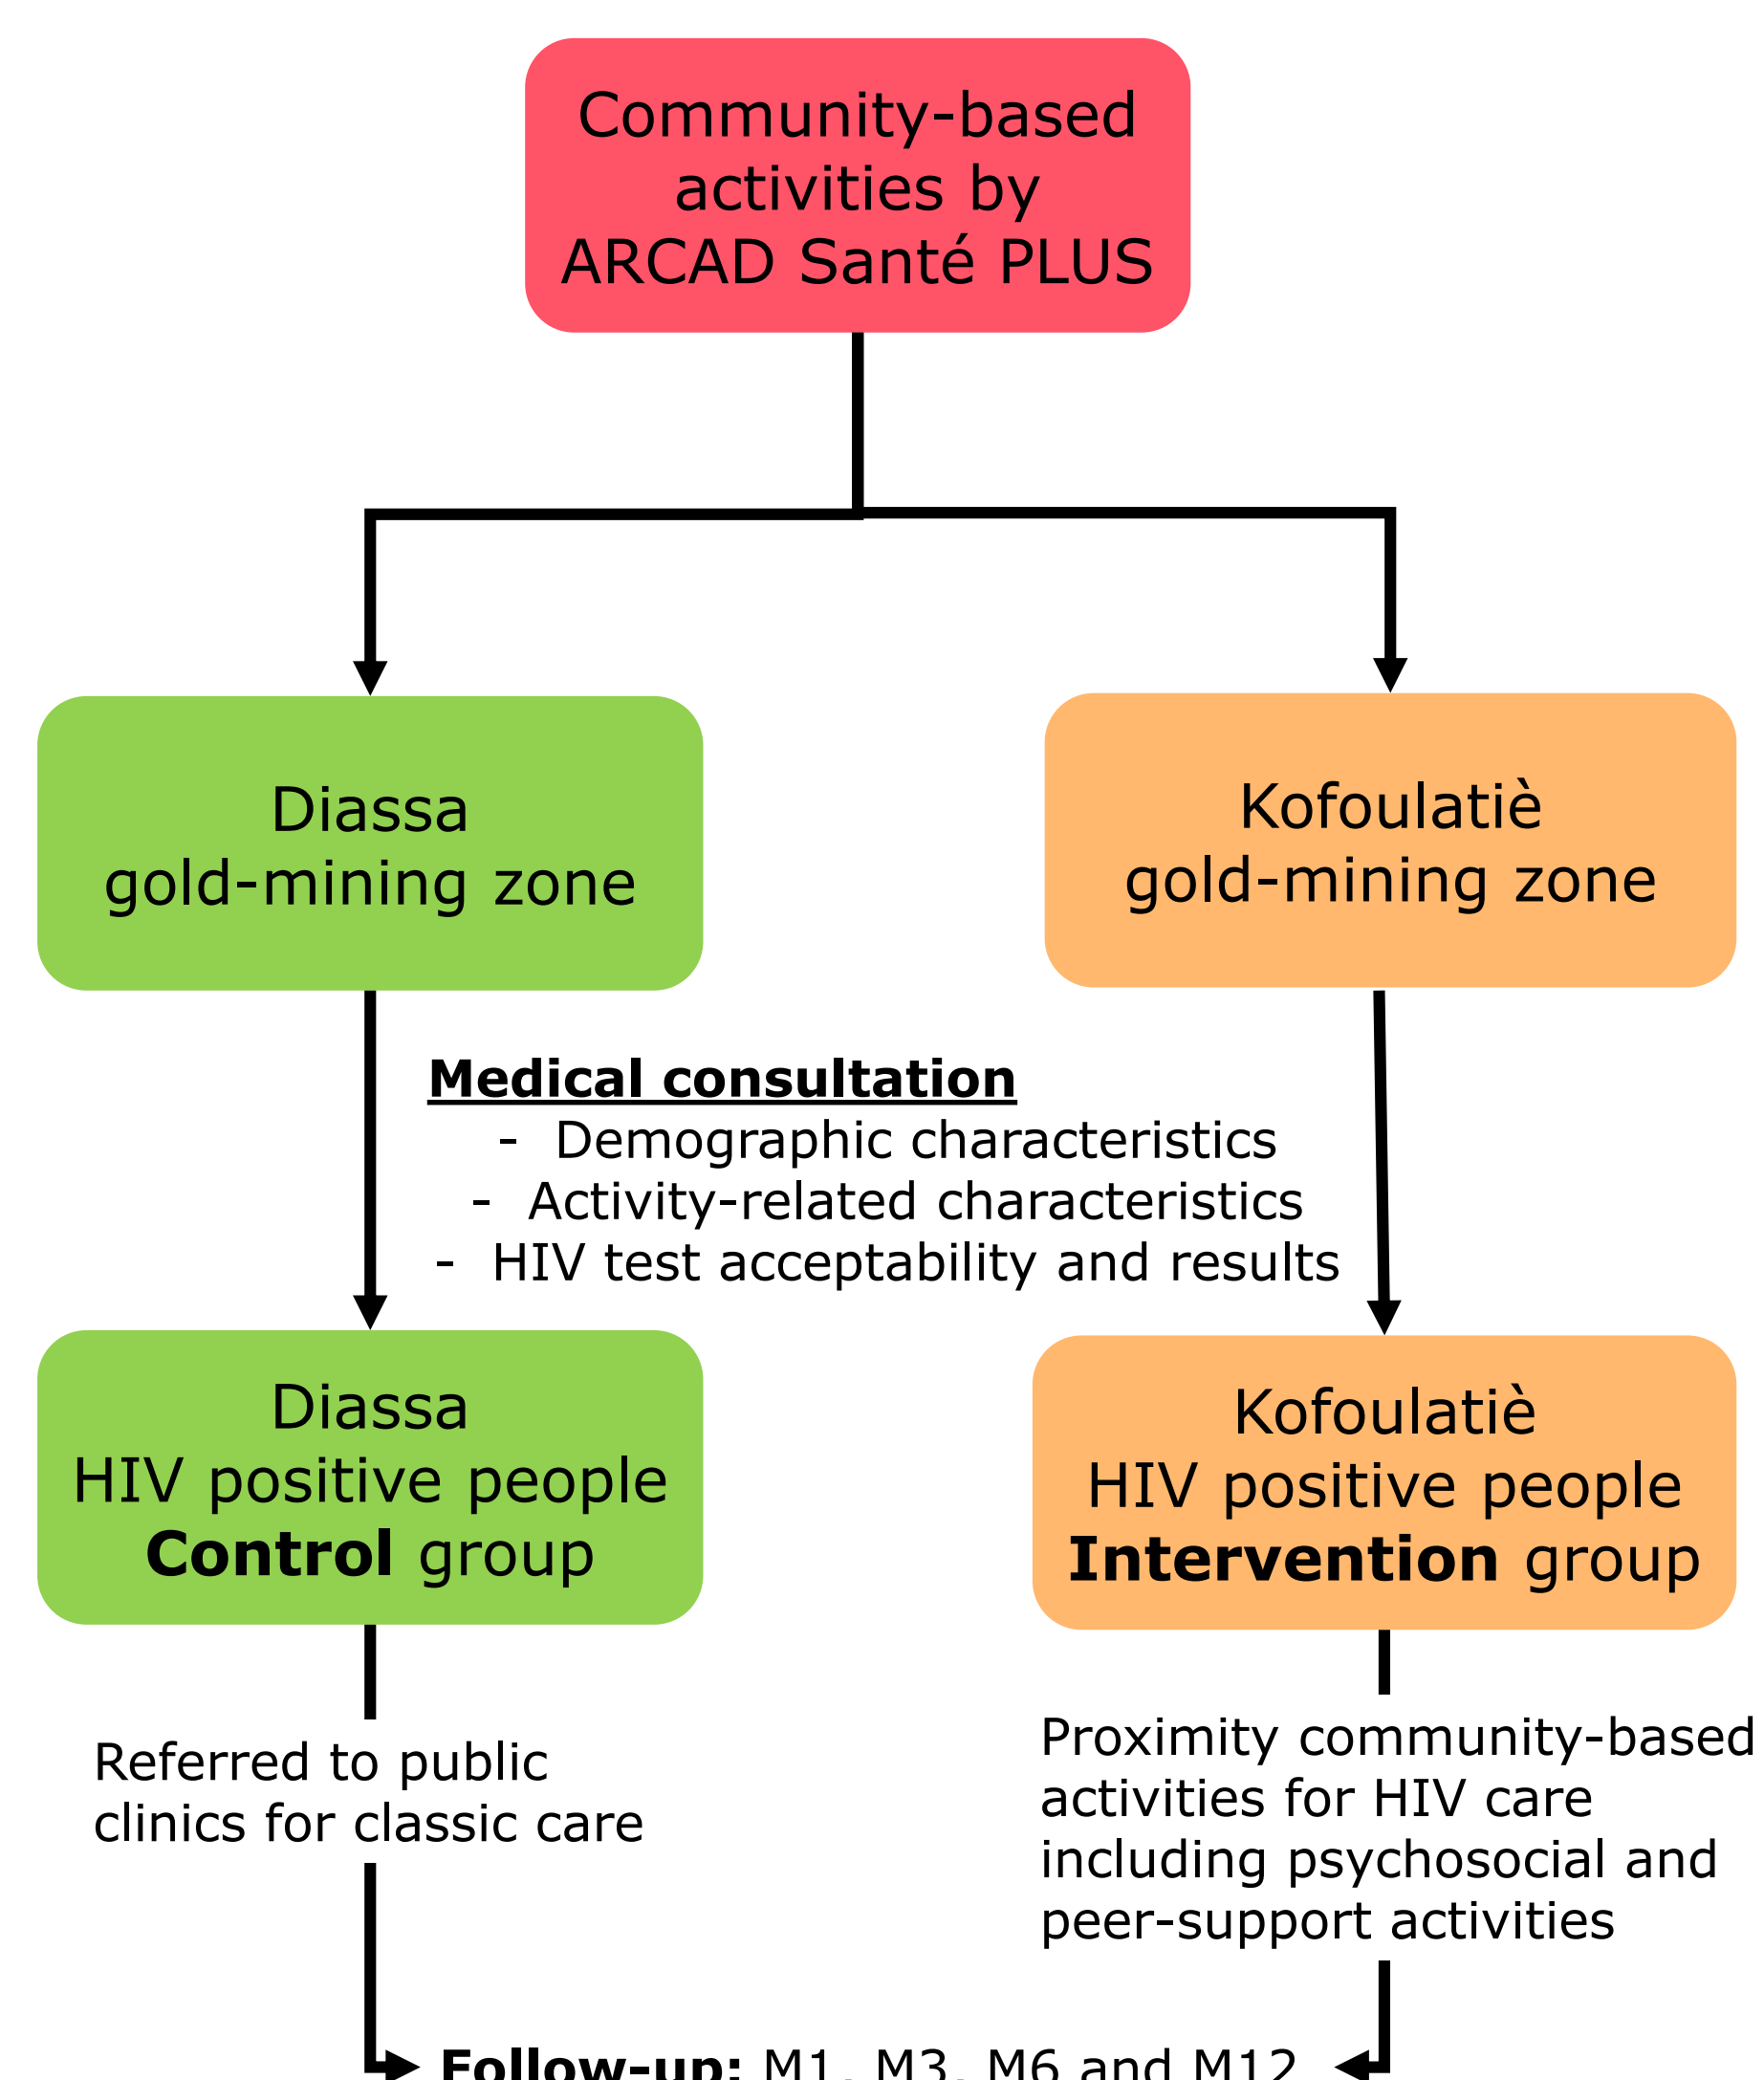 Community-based
activities by
ARCAD Santé PLUS
Diassa
gold-mining zone
Kofoulatiè
gold-mining zone
Medical consultation
- Demographic characteristics
- Activity-related characteristics
- HIV test acceptability and results
Diassa
HIV positive people
Control group
Kofoulatiè
HIV positive people
Intervention group
Referred to public
clinics for classic care
Proximity community-based
activities for HIV care
including psychosocial and
peer-support activities
Follow-up: M1, M3, M6 and M12